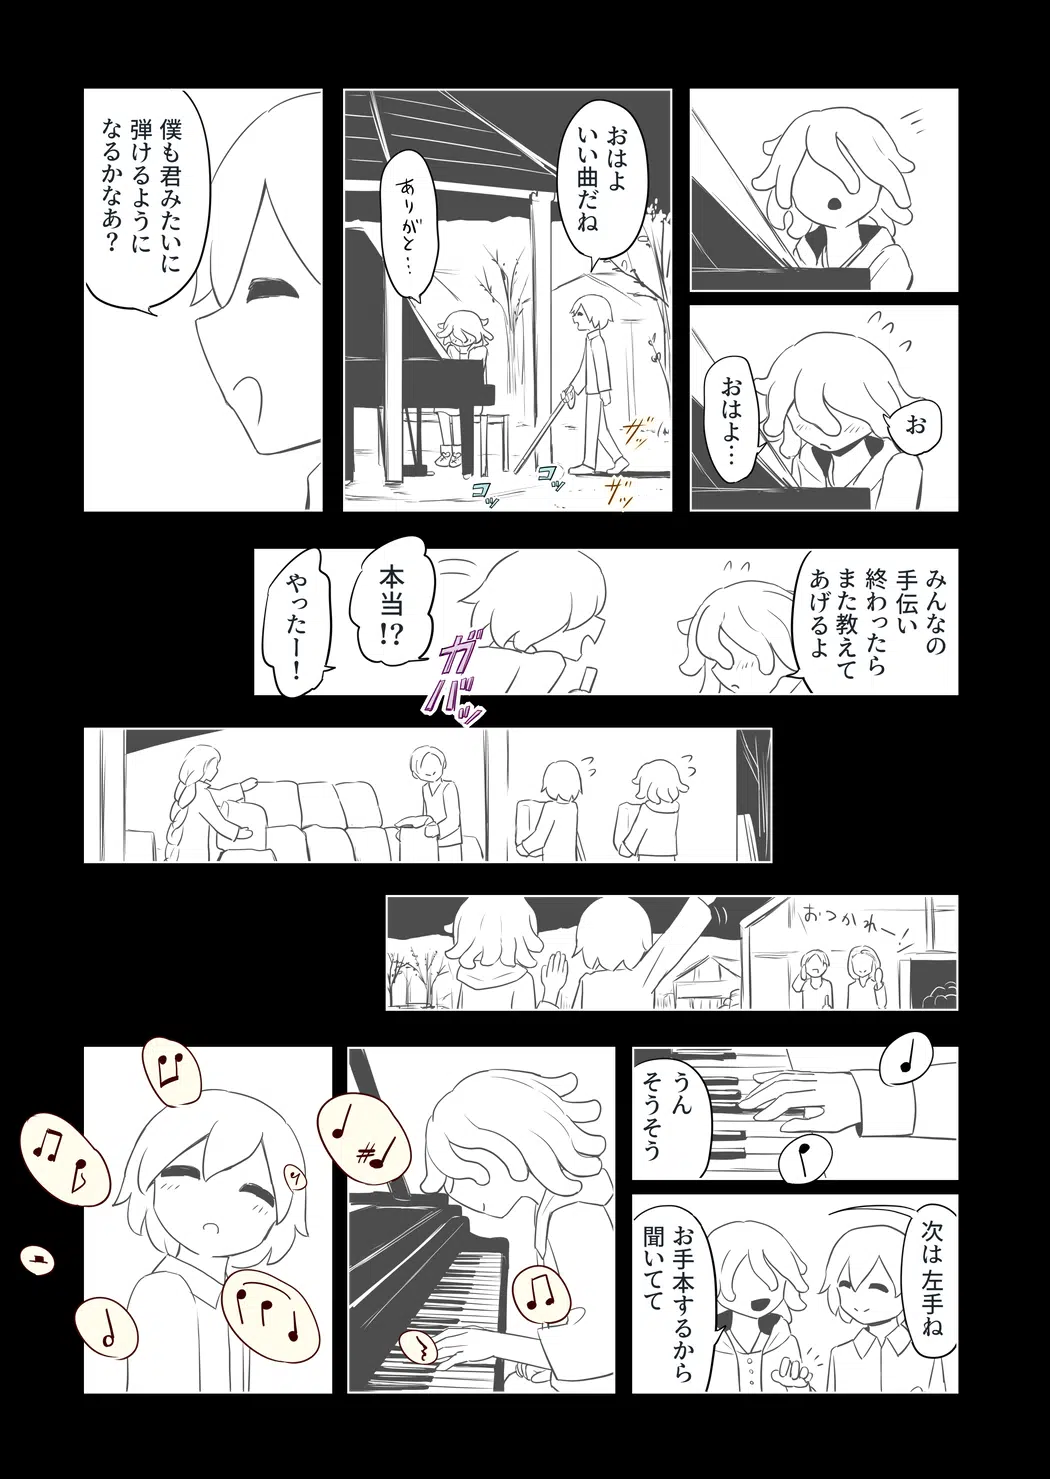 お
おはよ…
おはよ
いい曲だね
ありがと…
ザッ
コッ
ザッ
コッ
僕も君みたいに
弾けるように
なるかなあ?
みんなの
手伝い
終わったら
また教えて
あげるよ
ガバッ
本当!?
やったー!
おつかれー!
うん
そうそう
次は左手ね
お手本するから
聞いてて